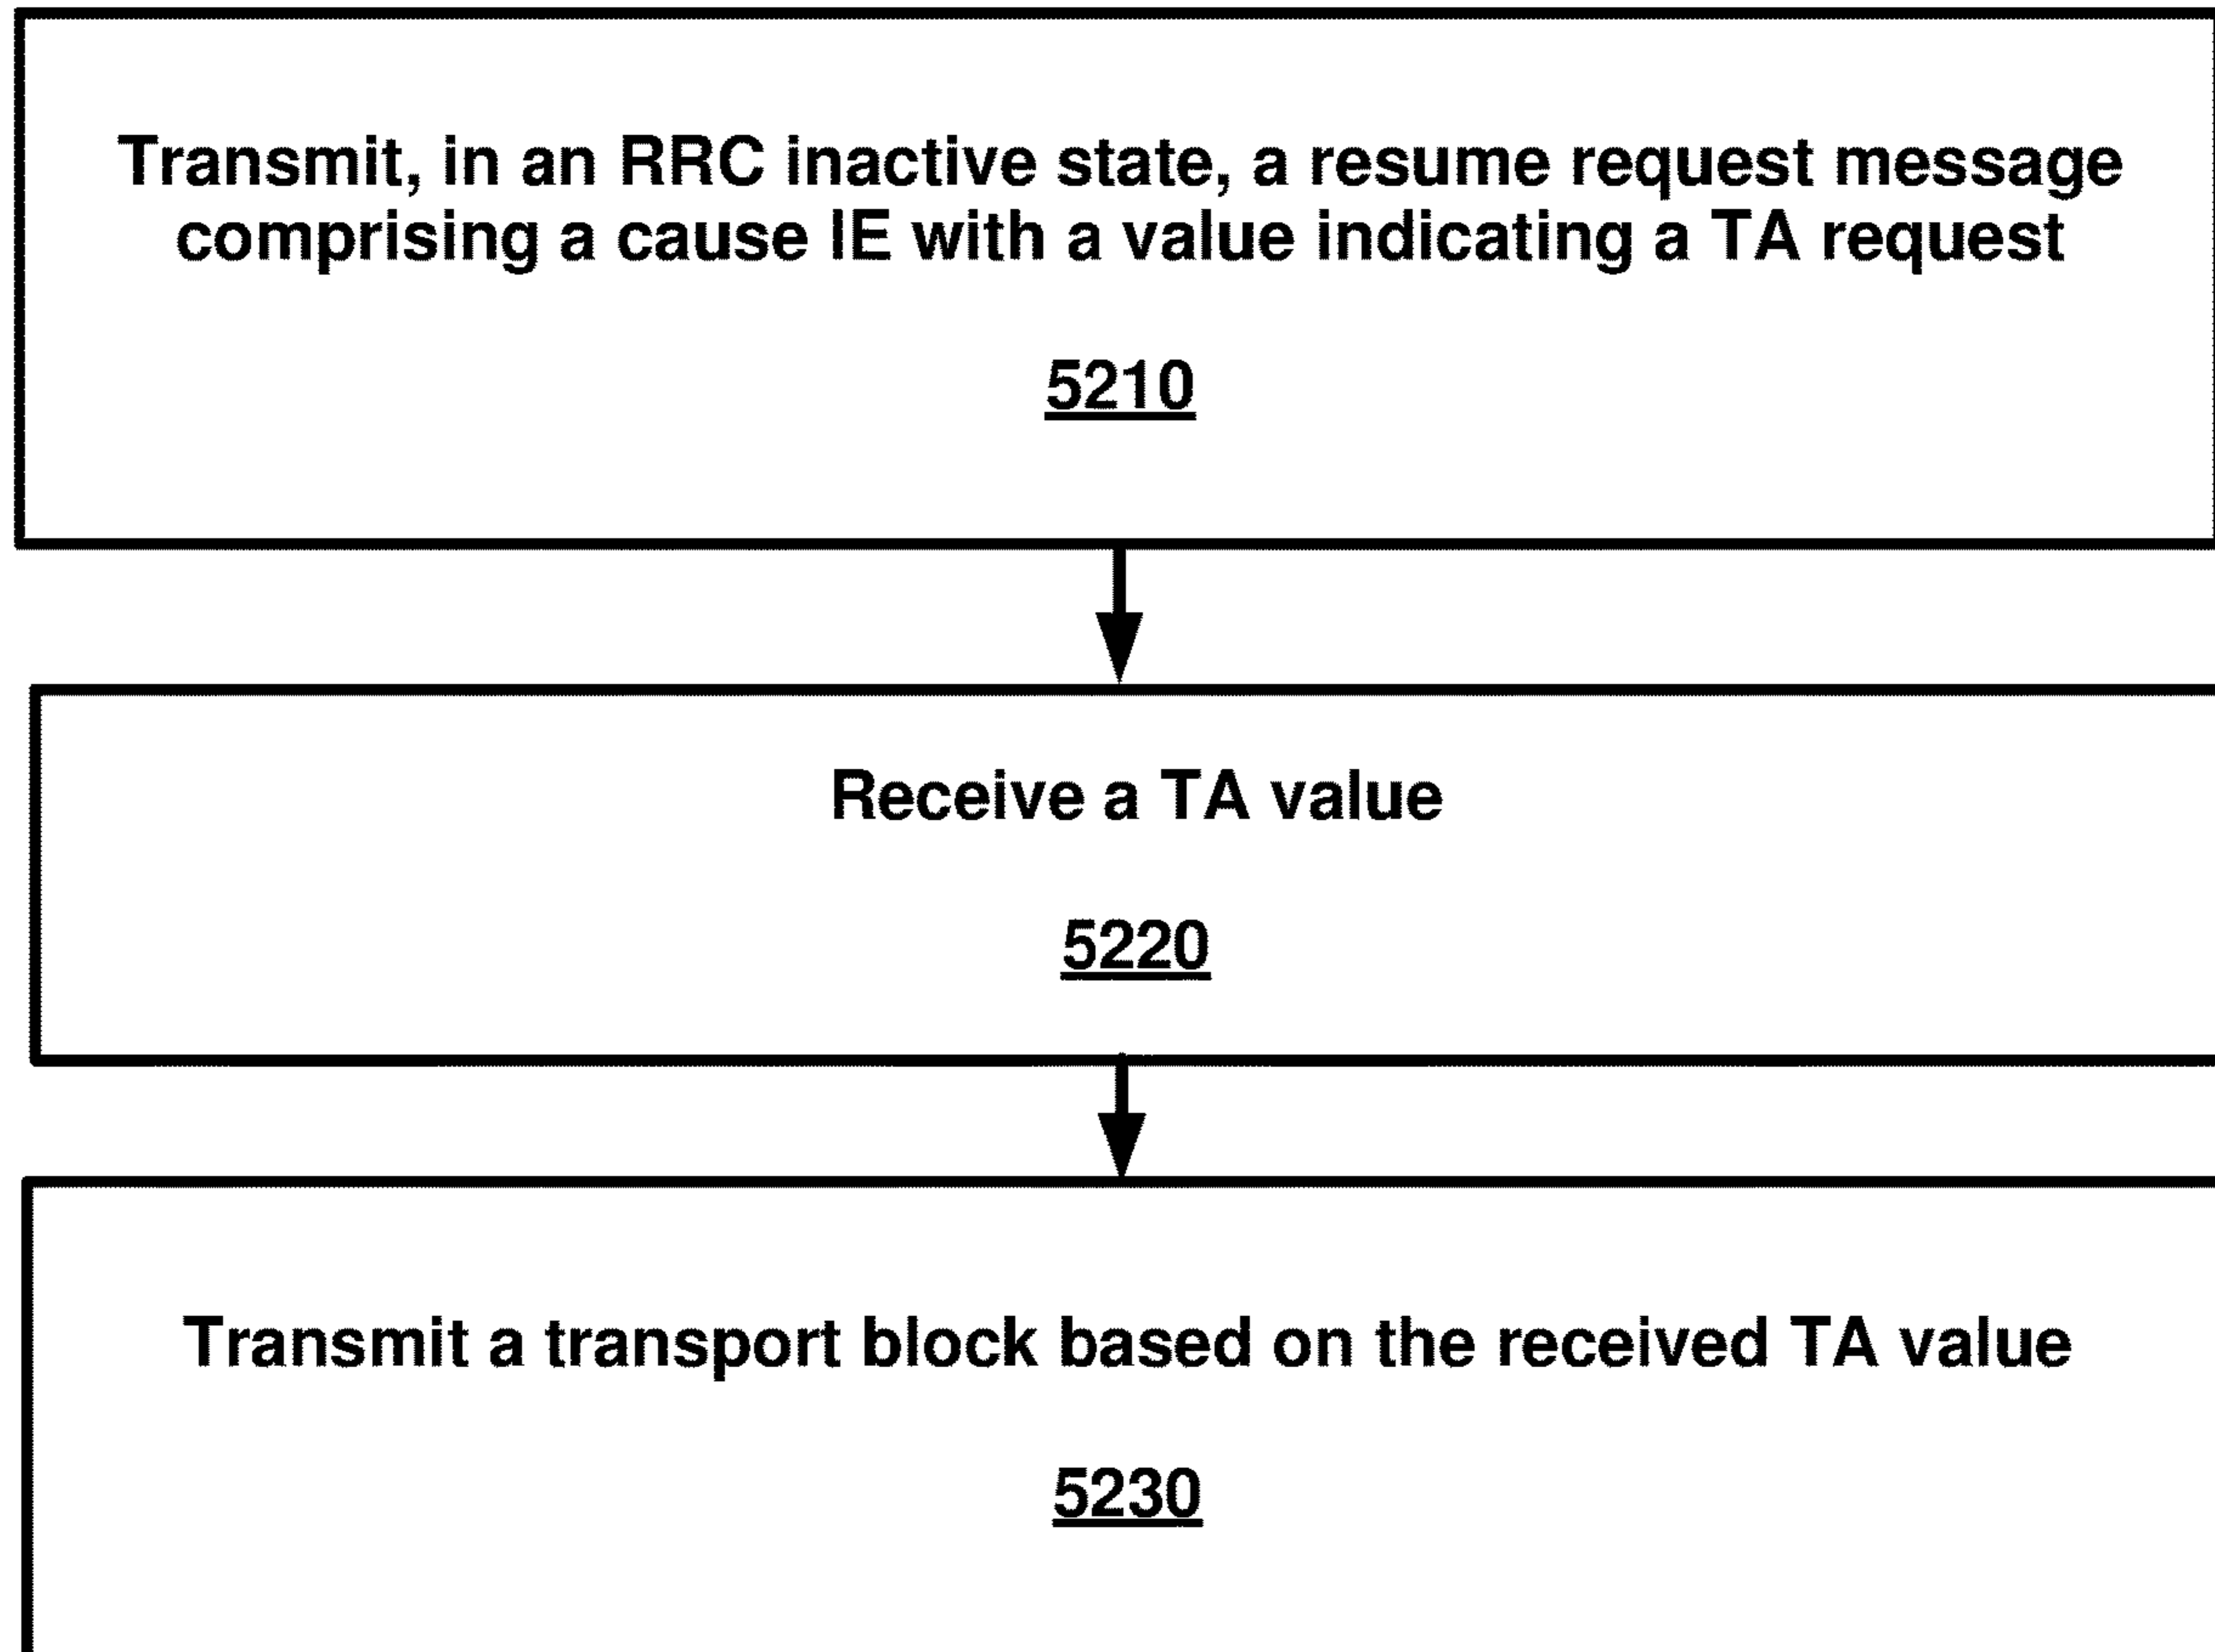 Transmit, in an RRC inactive state, a resume request message
comprising a cause IE with a value indicating a TA request
5210
Receive a TA value
5220
Transmit a transport block based on the received TA value
5230